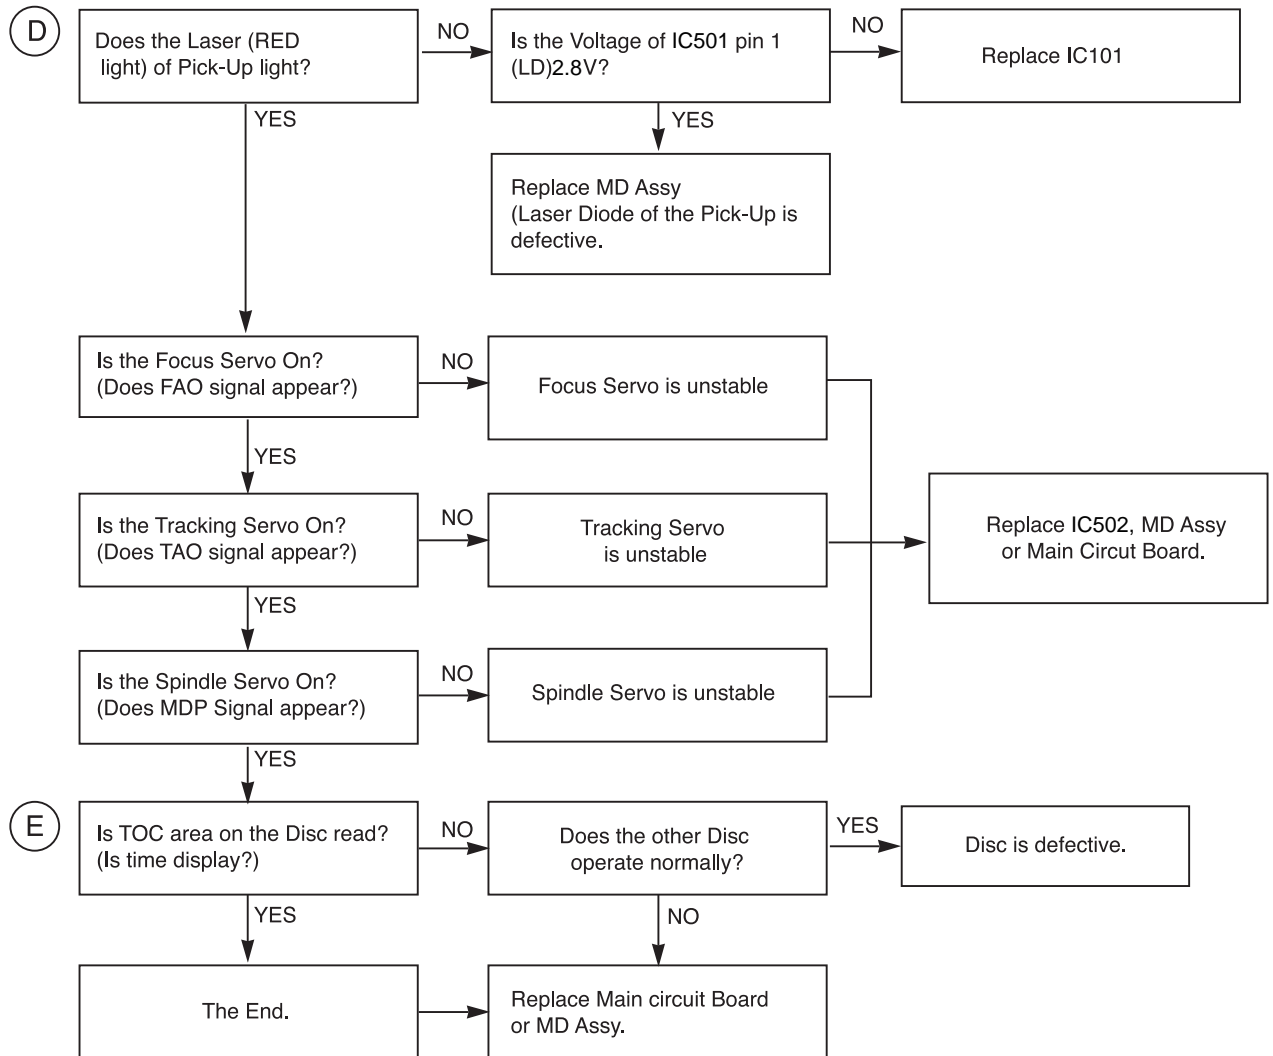 D
Does the Laser (RED
light) of Pick-Up light?
NO
Is the Voltage of IC501 pin 1
(LD)2.8V?
NO
Replace IC101
YES
YES
Replace MD Assy
(Laser Diode of the Pick-Up is
defective.
Is the Focus Servo On?
(Does FAO signal appear?)
NO
Focus Servo is unstable
YES
Is the Tracking Servo On?
(Does TAO signal appear?)
NO
Tracking Servo
is unstable
Replace IC502, MD Assy
or Main Circut Board.
YES
Is the Spindle Servo On?
(Does MDP Signal appear?)
NO
Spindle Servo is unstable
YES
E
Is TOC area on the Disc read?
(Is time display?)
NO
Does the other Disc
operate normally?
YES
Disc is defective.
YES
NO
The End.
Replace Main circuit Board
or MD Assy.